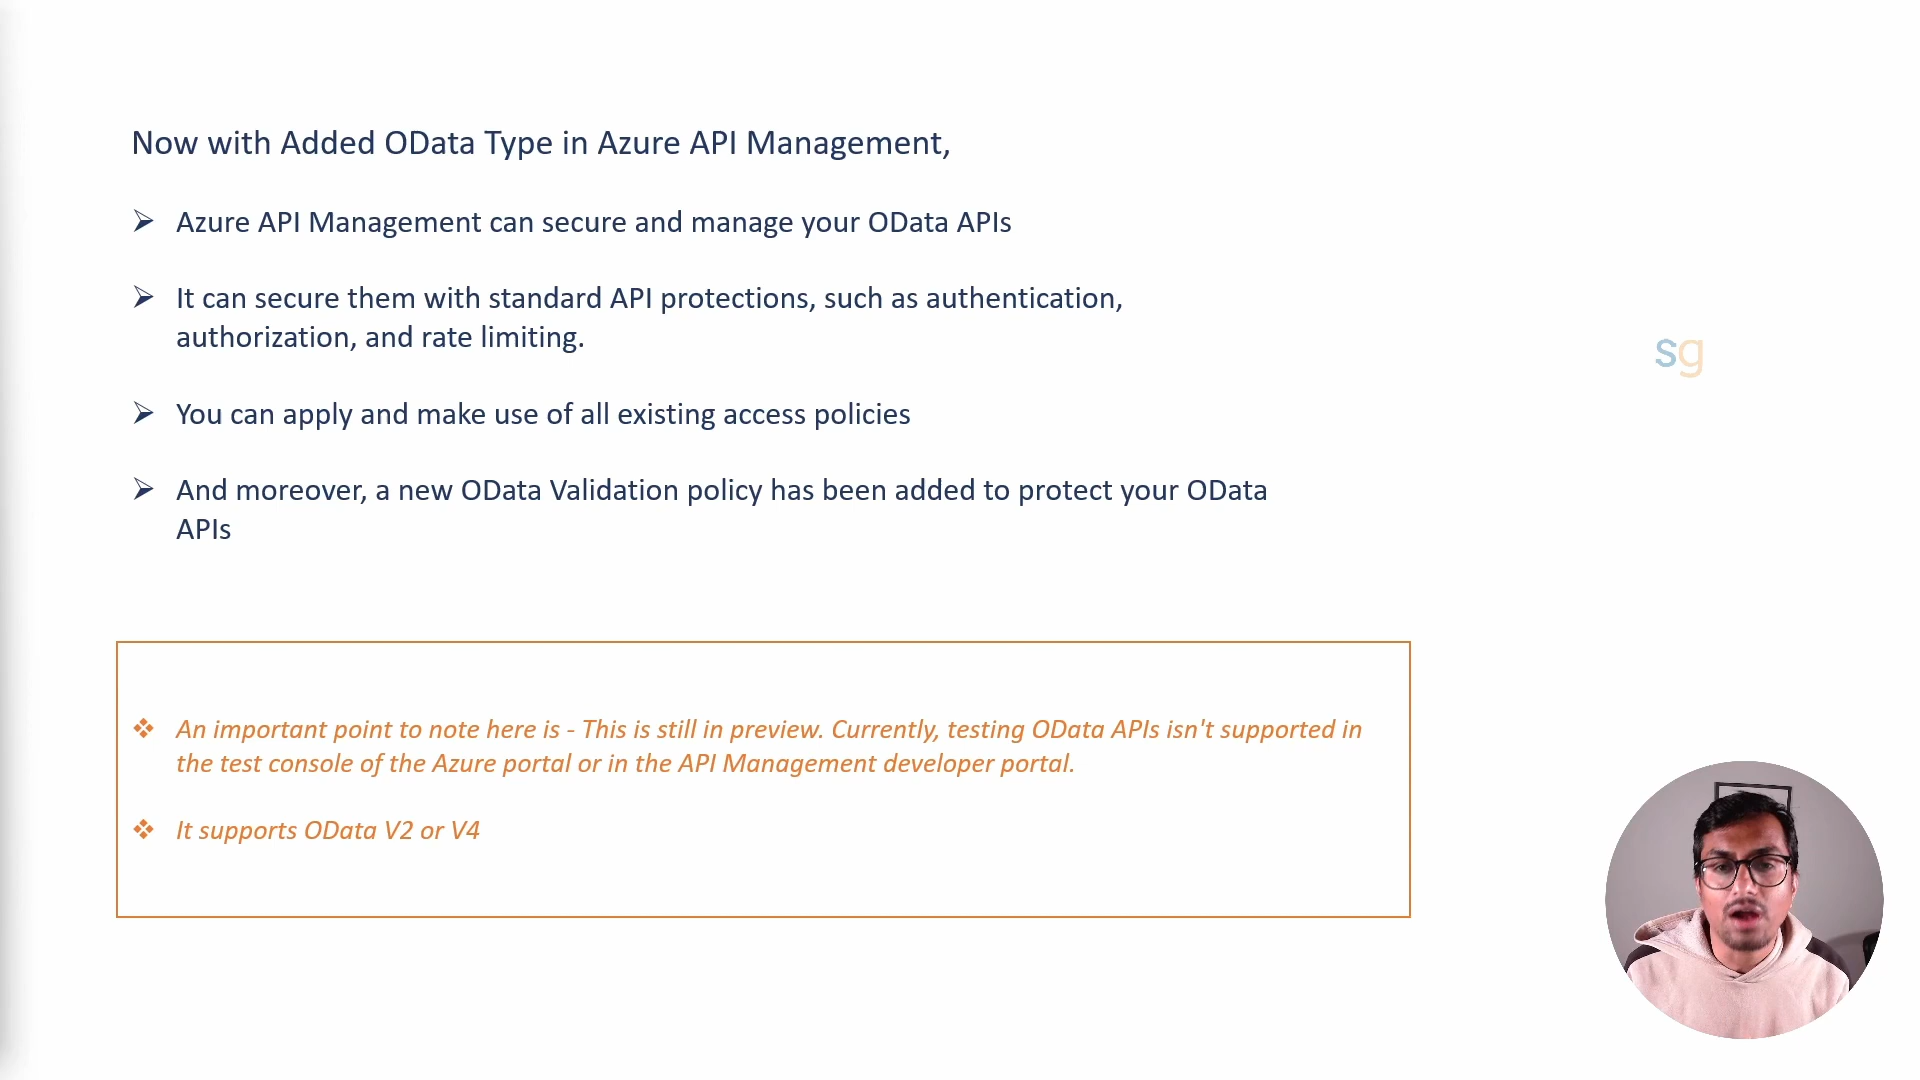 Now with Added OData Type in Azure API Management,
Azure API Management can secure and manage your OData APIs
It can secure them with standard API protections, such as authentication,
authorization, and rate limiting.
You can apply and make use of all existing access policies
And moreover, a new OData Validation policy has been added to protect your OData
APIs
sg
An important point to note here is - This is still in preview. Currently, testing OData APIs isn't supported in
the test console of the Azure portal or in the API Management developer portal.
It supports OData V2 or V4